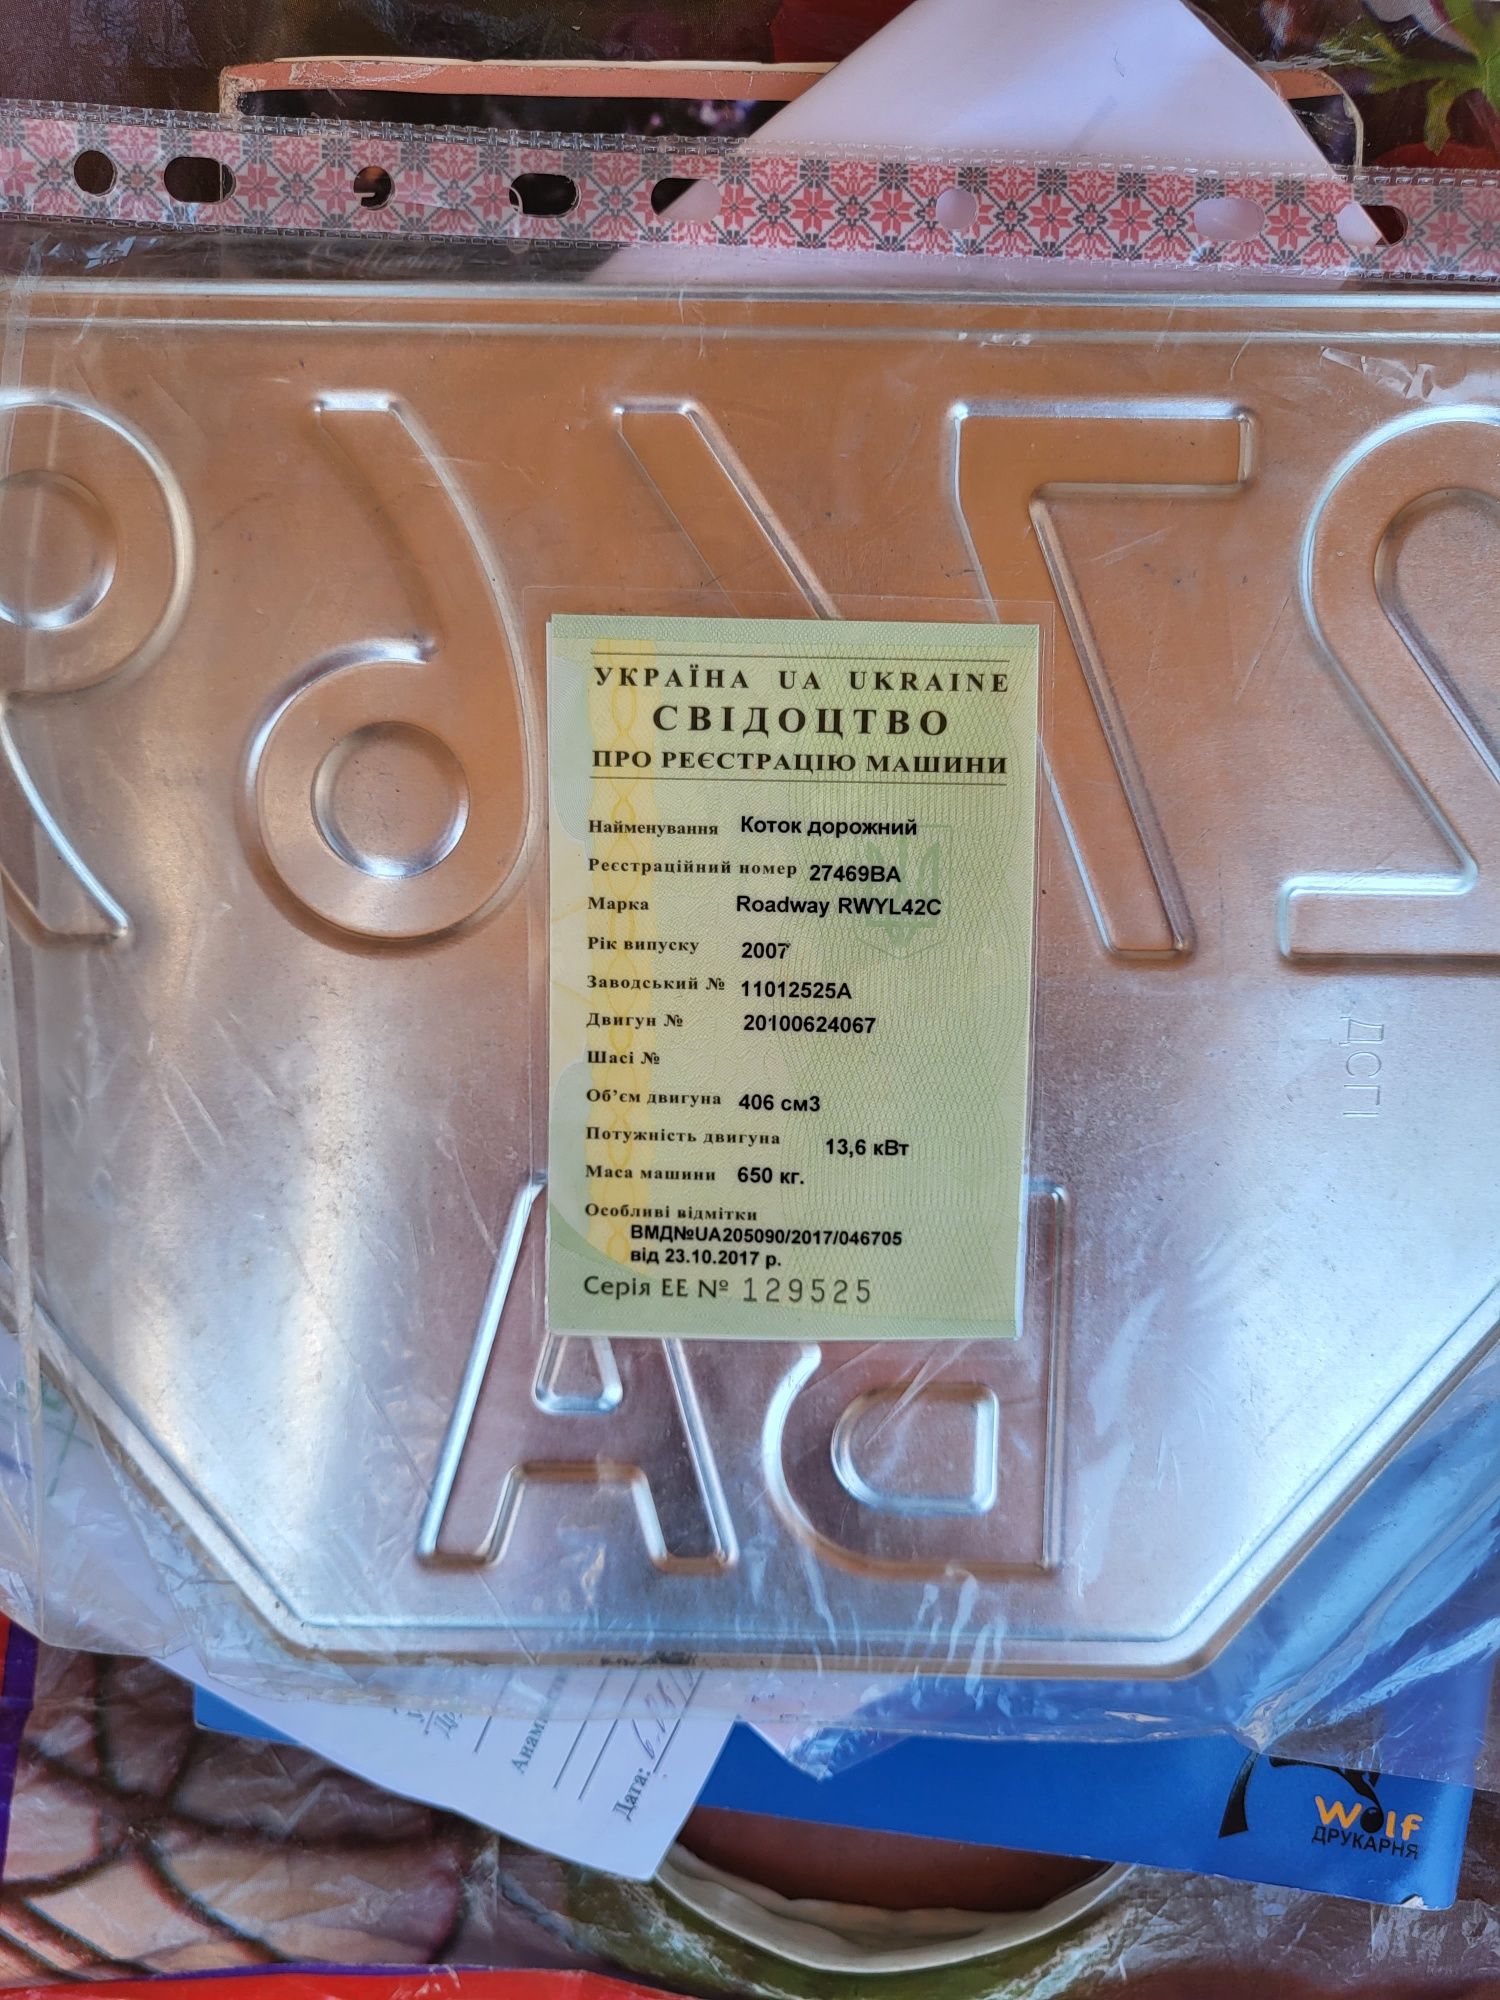 УКРАЇНА UA UKRAINE
СВІДОЦТВО
ПРО РЕЄСТРАЦІЮ МАШИНИ
Найменування Коток дорожний
Реєстраційний номер 27469ВА
Марка Roadway RWYL42C
Рік випуску 2007
Заводський № 11012525А
Двигун № 20100624067
Шасі №
Об'єм двигуна 406 см3
Потужність двигуна 13,6 кВт
Маса машини 650 кг.
Особливі відмітки
ВМД№UA205090/2017/046705
від 23.10.2017 р.
Серія ЕЕ № 129525
ДСГІ
Дата:
Wolf
ДРУКАРНЯ